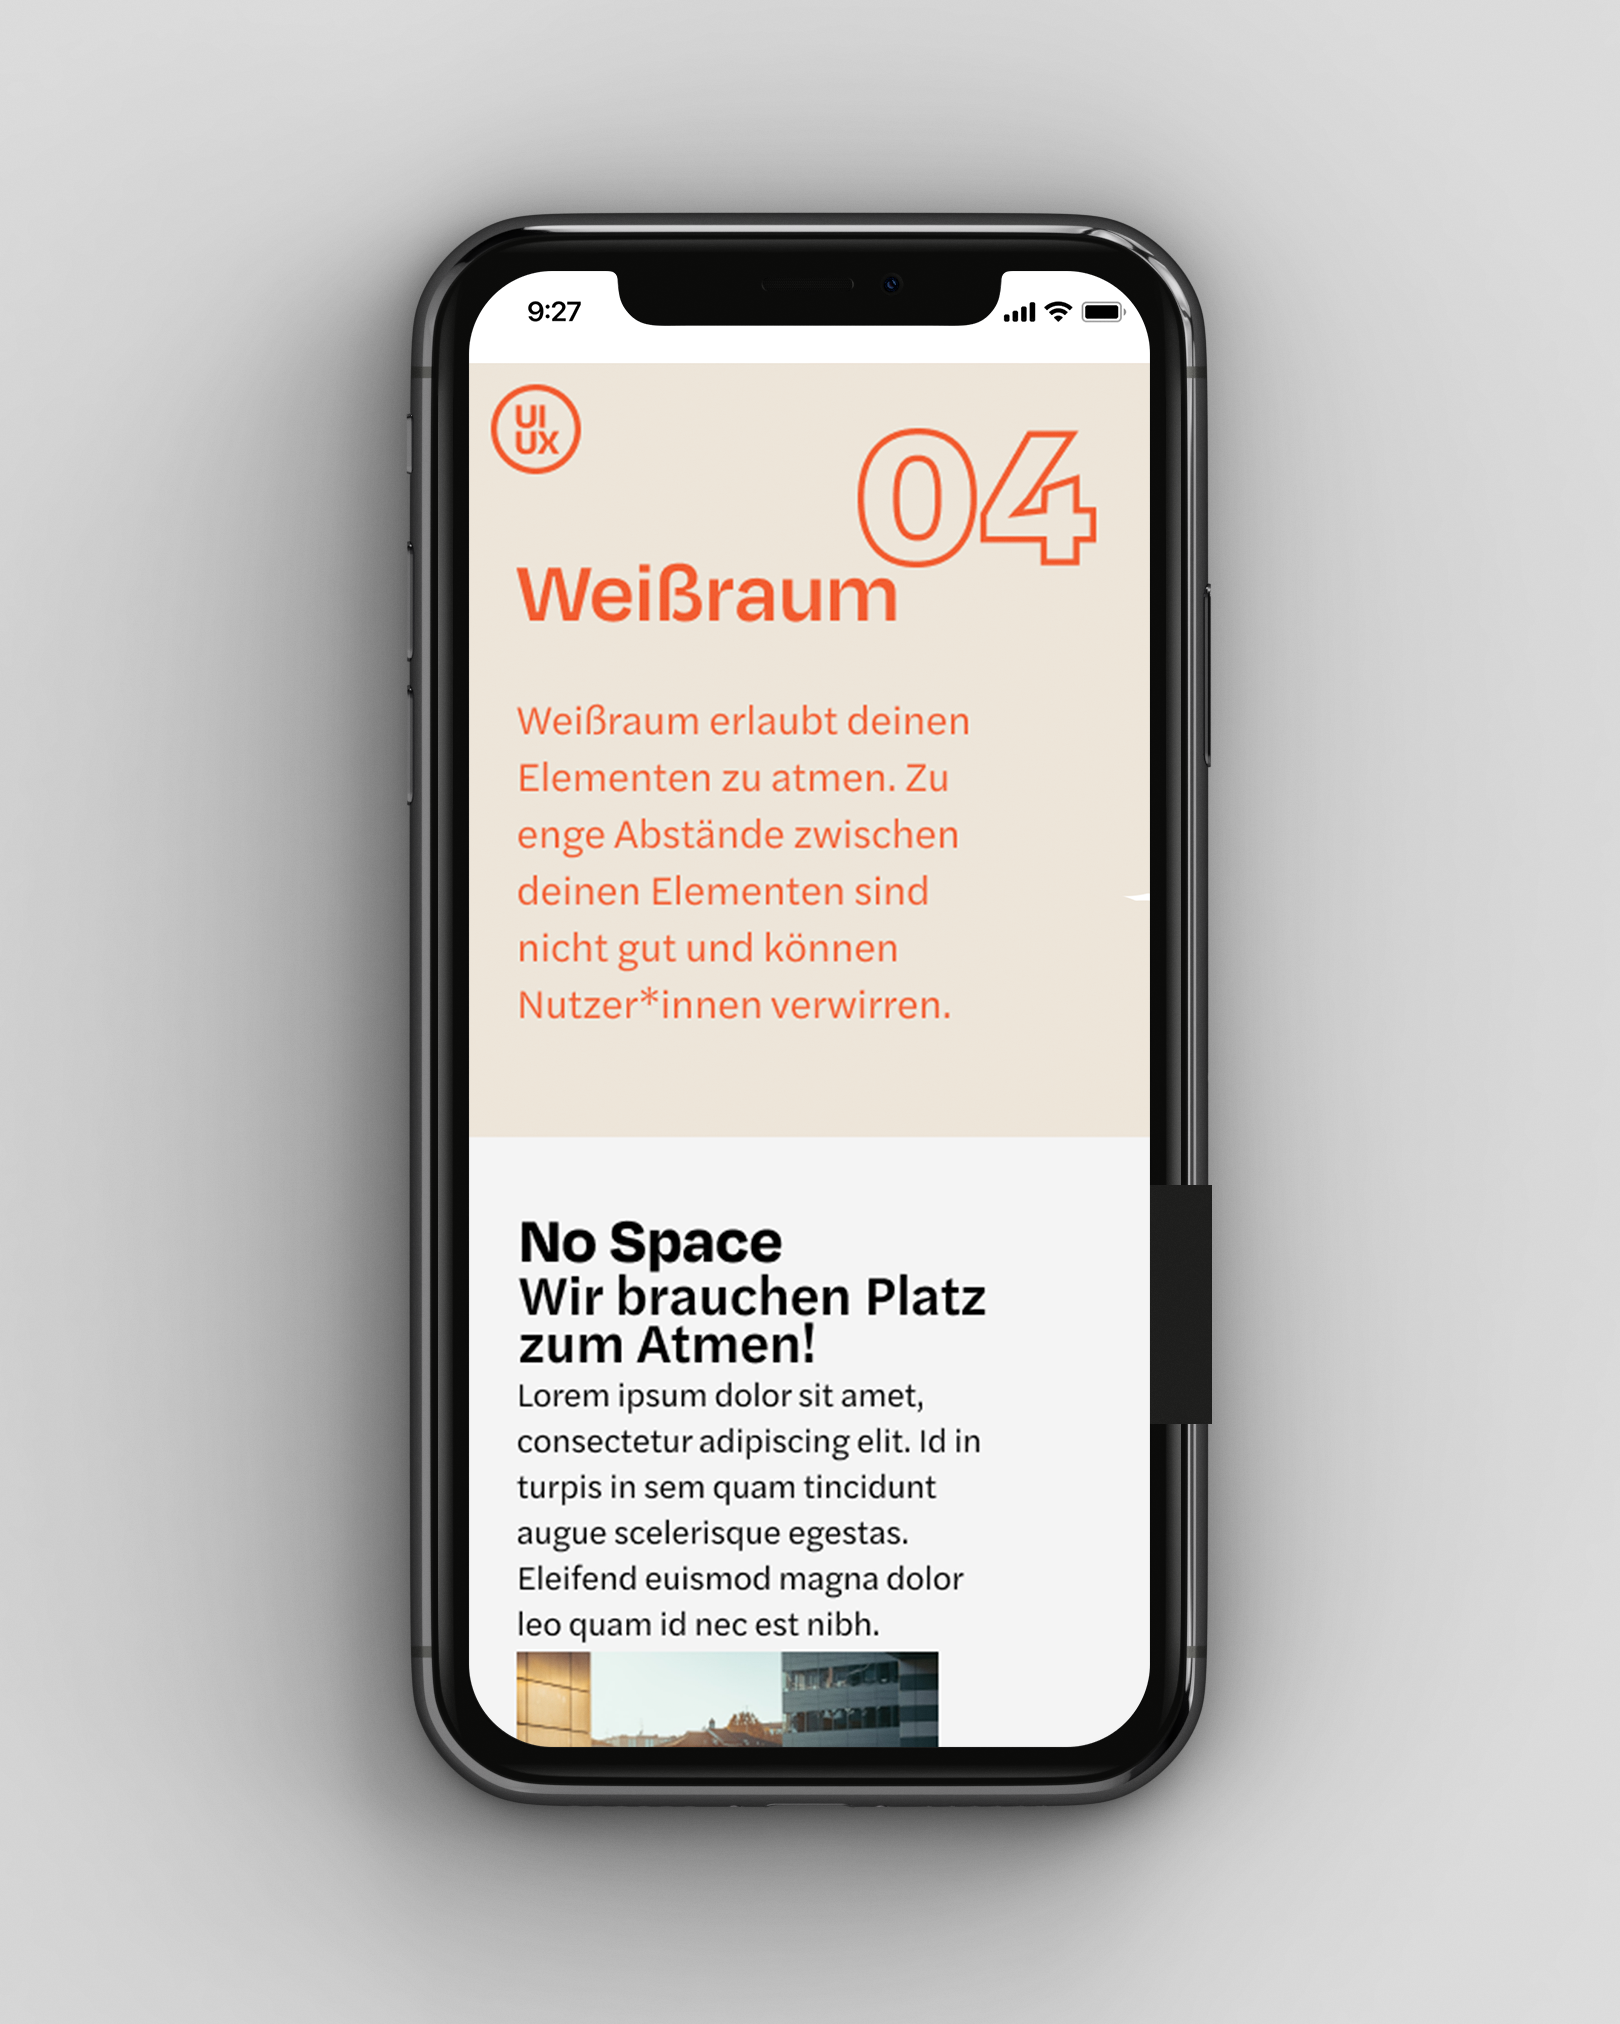 9:27
UI
UX
04
Weißraum
Weißraum erlaubt deinen
Elementen zu atmen. Zu
enge Abstände zwischen
deinen Elementen sind
nicht gut und können
Nutzer*innen verwirren.
No Space
Wir brauchen Platz
zum Atmen!
Lorem ipsum dolor sit amet,
consectetur adipiscing elit. Id in
turpis in sem quam tincidunt
augue scelerisque egestas.
Eleifend euismod magna dolor
leo quam id nec est nibh.